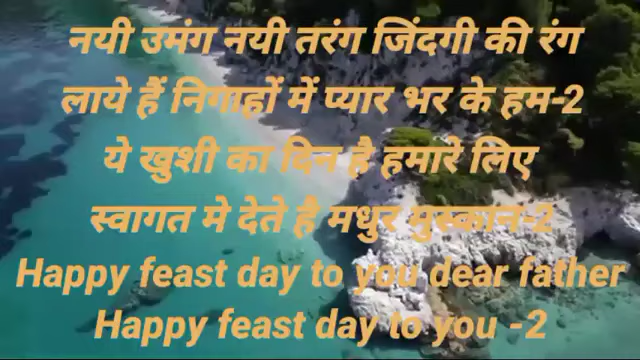 नयी उमंग नयी तरंग जिंदगी की रंग
लाये हैं निगाहों में प्यार भर के हम-2
ये खुशी का दिन है हमारे लिए
स्वागत मे देते है मधुर मुस्कान-2
Happy feast day to you dear father
Happy feast day to you -2